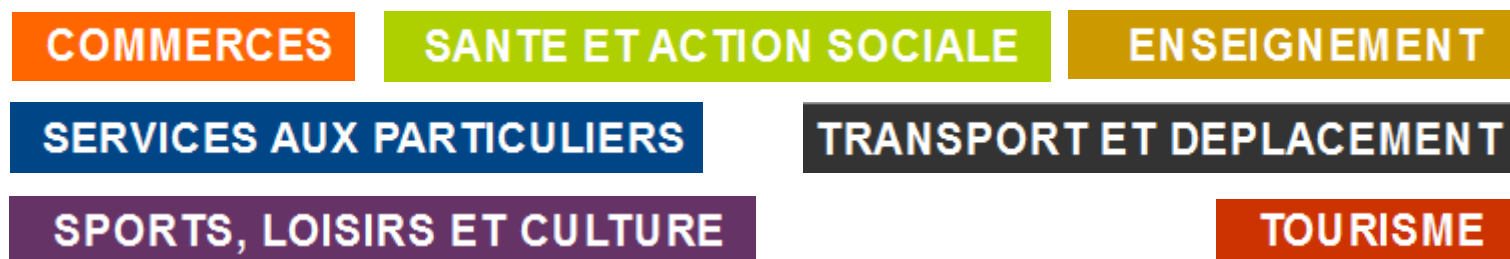 COMMERCES
SANTE ET ACTION SOCIALE
ENSEIGNEMENT
SERVICES AUX PARTICULIERS
TRANSPORT ET DEPLACEMENT
SPORTS, LOISIRS ET CULTURE
TOURISME